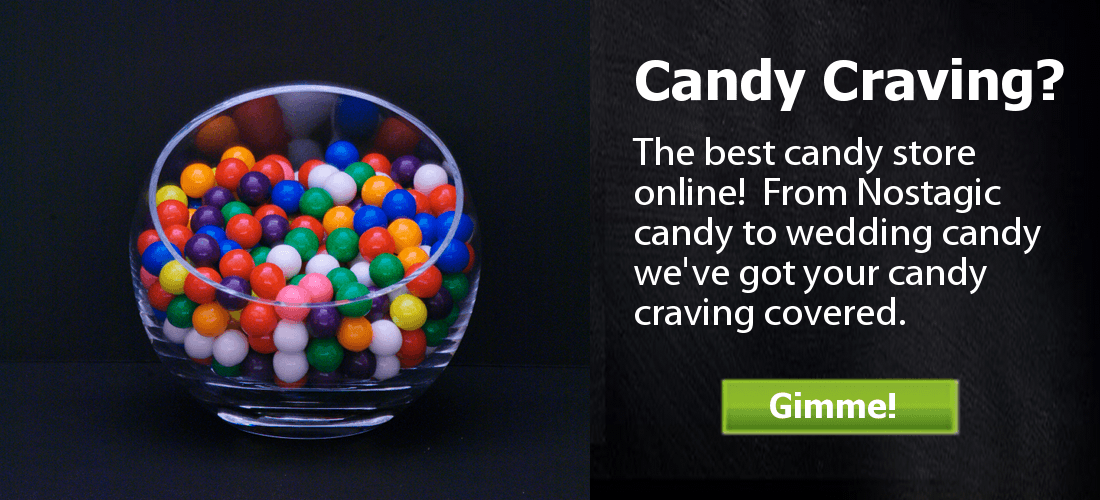 Candy Craving?
The best candy store
online!  From Nostagic
candy to wedding candy
we've got your candy
craving covered.
Gimme!